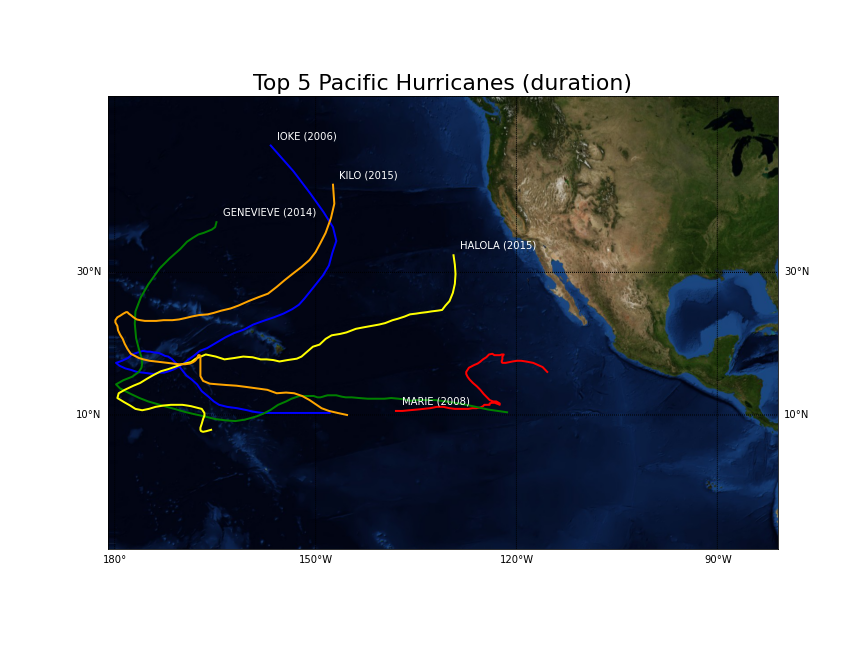 Top 5 Pacific Hurricanes (duration)
IOKE (2006)
KILO (2015)
GENEVIEVE (2014)
HALOLA (2015)
30°N 30°N
MARIE (2008)
10°N 10°N
180° 150°W 120°W 90°W